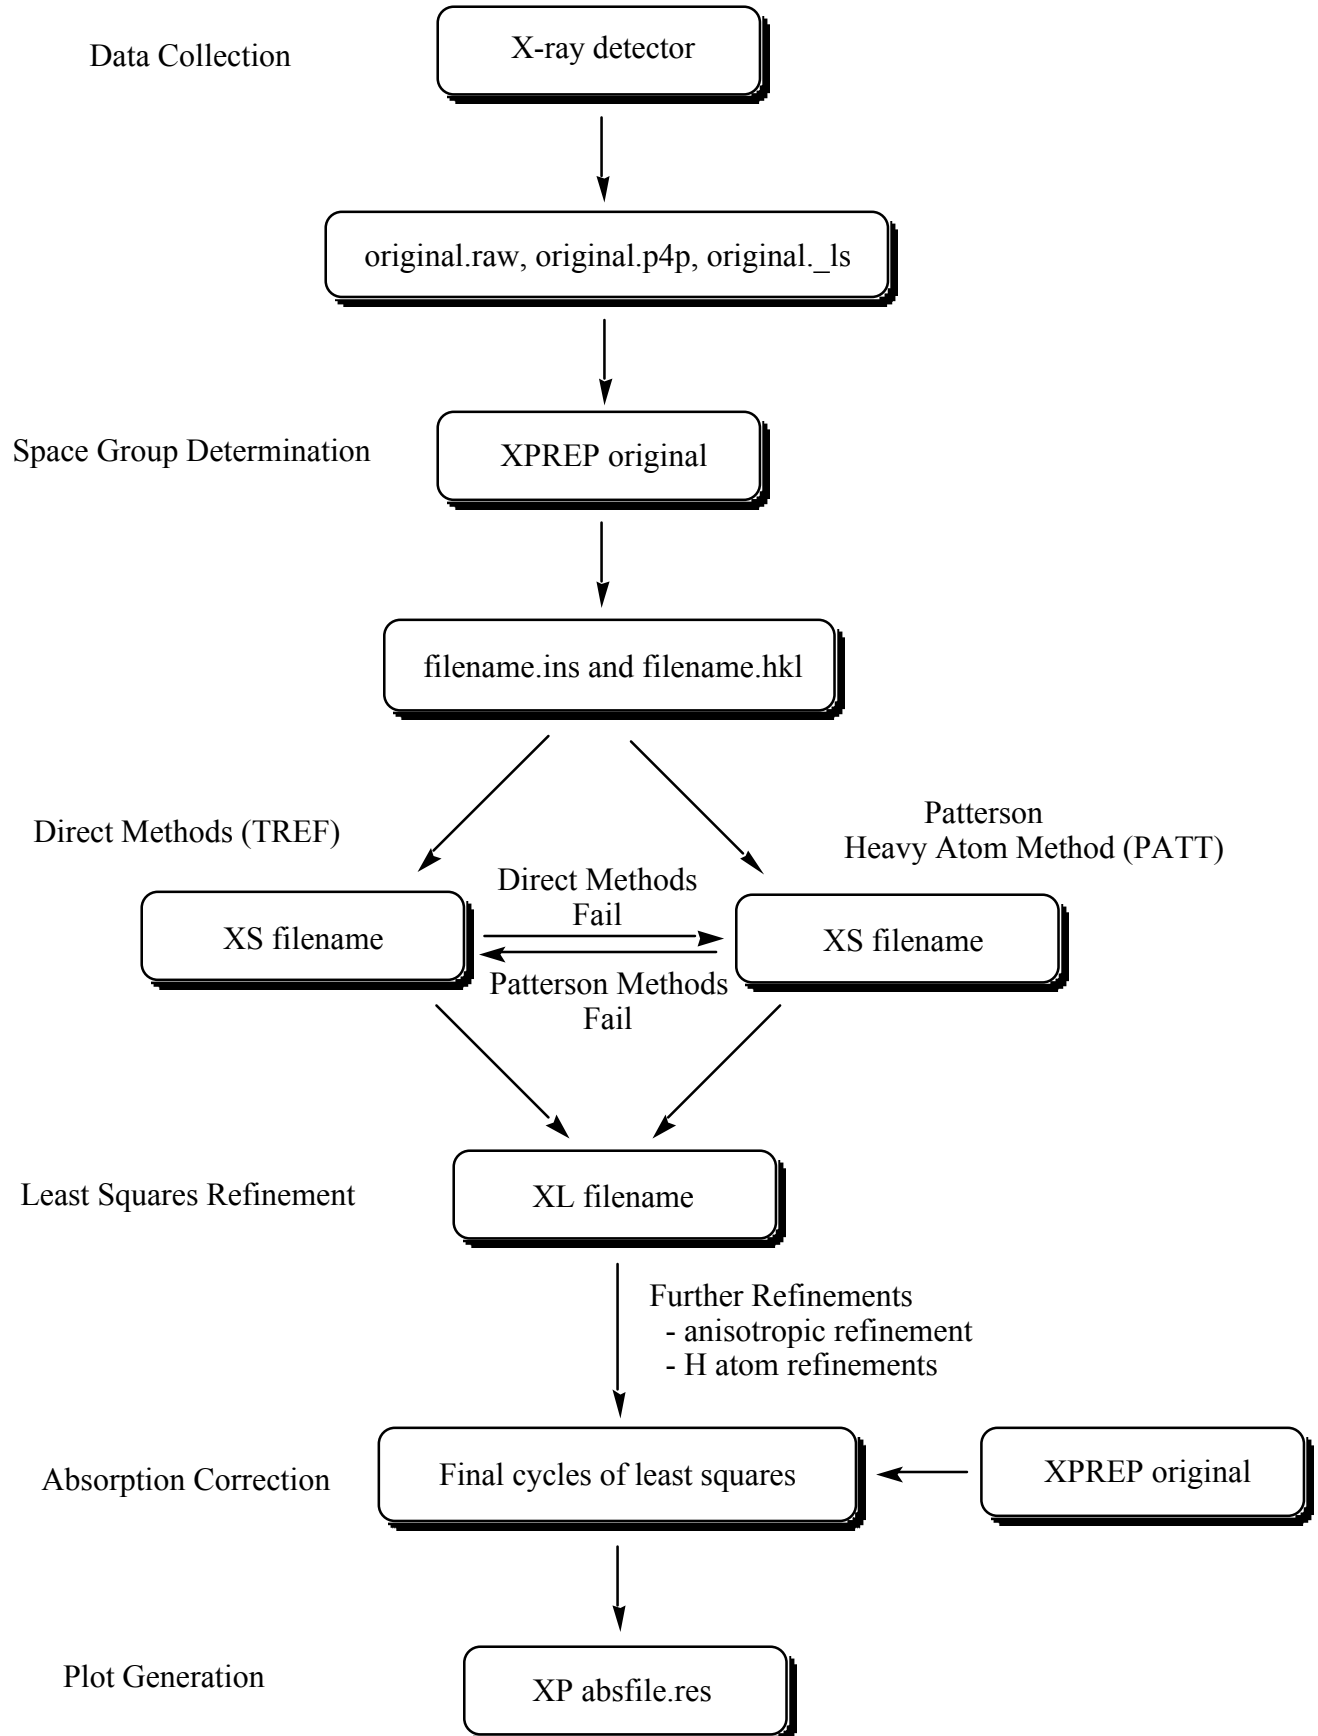 Data Collection
X-ray detector
original.raw, original.p4p, original._ls
Space Group Determination
XPREP original
filename.ins and filename.hkl
Direct Methods (TREF)
Patterson
Heavy Atom Method (PATT)
XS filename
Direct Methods
Fail
Patterson Methods
Fail
XS filename
Least Squares Refinement
XL filename
Further Refinements
- anisotropic refinement
- H atom refinements
Absorption Correction
Final cycles of least squares
XPREP original
Plot Generation
XP absfile.res